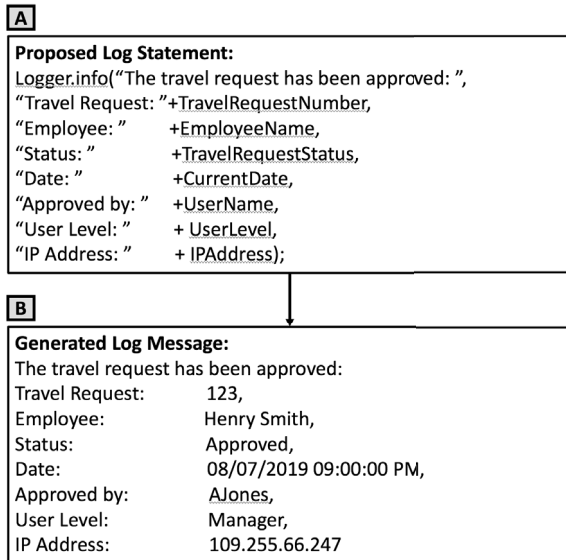 A
Proposed Log Statement:
Logger.info(“The travel request has been approved: ”,
“Travel Request: ”+TravelRequestNumber,
“Employee: ” +EmployeeName,
“Status: ” +TravelRequestStatus,
“Date: ” +CurrentDate,
“Approved by: ” +UserName,
“User Level: ” + UserLevel,
“IP Address: ” + IPAddress);
B
Generated Log Message:
The travel request has been approved:
Travel Request: 123,
Employee: Henry Smith,
Status: Approved,
Date: 08/07/2019 09:00:00 PM,
Approved by: AJones,
User Level: Manager,
IP Address: 109.255.66.247